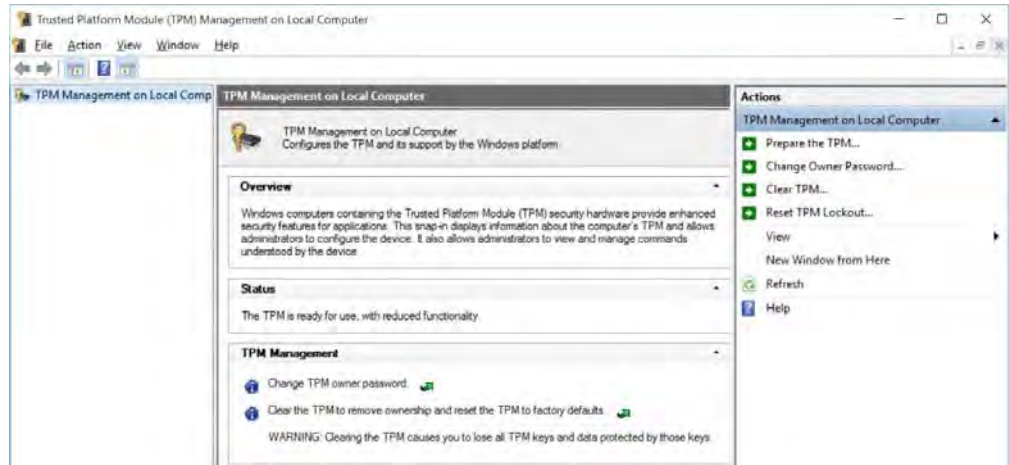 Trusted Platform Module (TPM) Management on Local Computer
File Action View Window Help
TPM Management on Local Comp
TPM Management on Local Computer
TPM Management on Local Computer
Configures the TPM and its support by the Windows platform
Overview
Windows computers containing the Trusted Platform Module (TPM) security hardware provide enhanced
security features for applications. This snap-in displays information about the computer's TPM and allows
administrators to configure the device. It also allows administrators to view and manage commands
understood by the device
Status
The TPM is ready for use, with reduced functionality.
TPM Management
Change TPM owner password.
Clear the TPM to remove ownership and reset the TPM to factory defaults.
WARNING: Clearing the TPM causes you to lose all TPM keys and data protected by those keys.
Actions
TPM Management on Local Computer
Prepare the TPM...
Change Owner Password...
Clear TPM...
Reset TPM Lockout...
View
New Window from Here
Refresh
Help